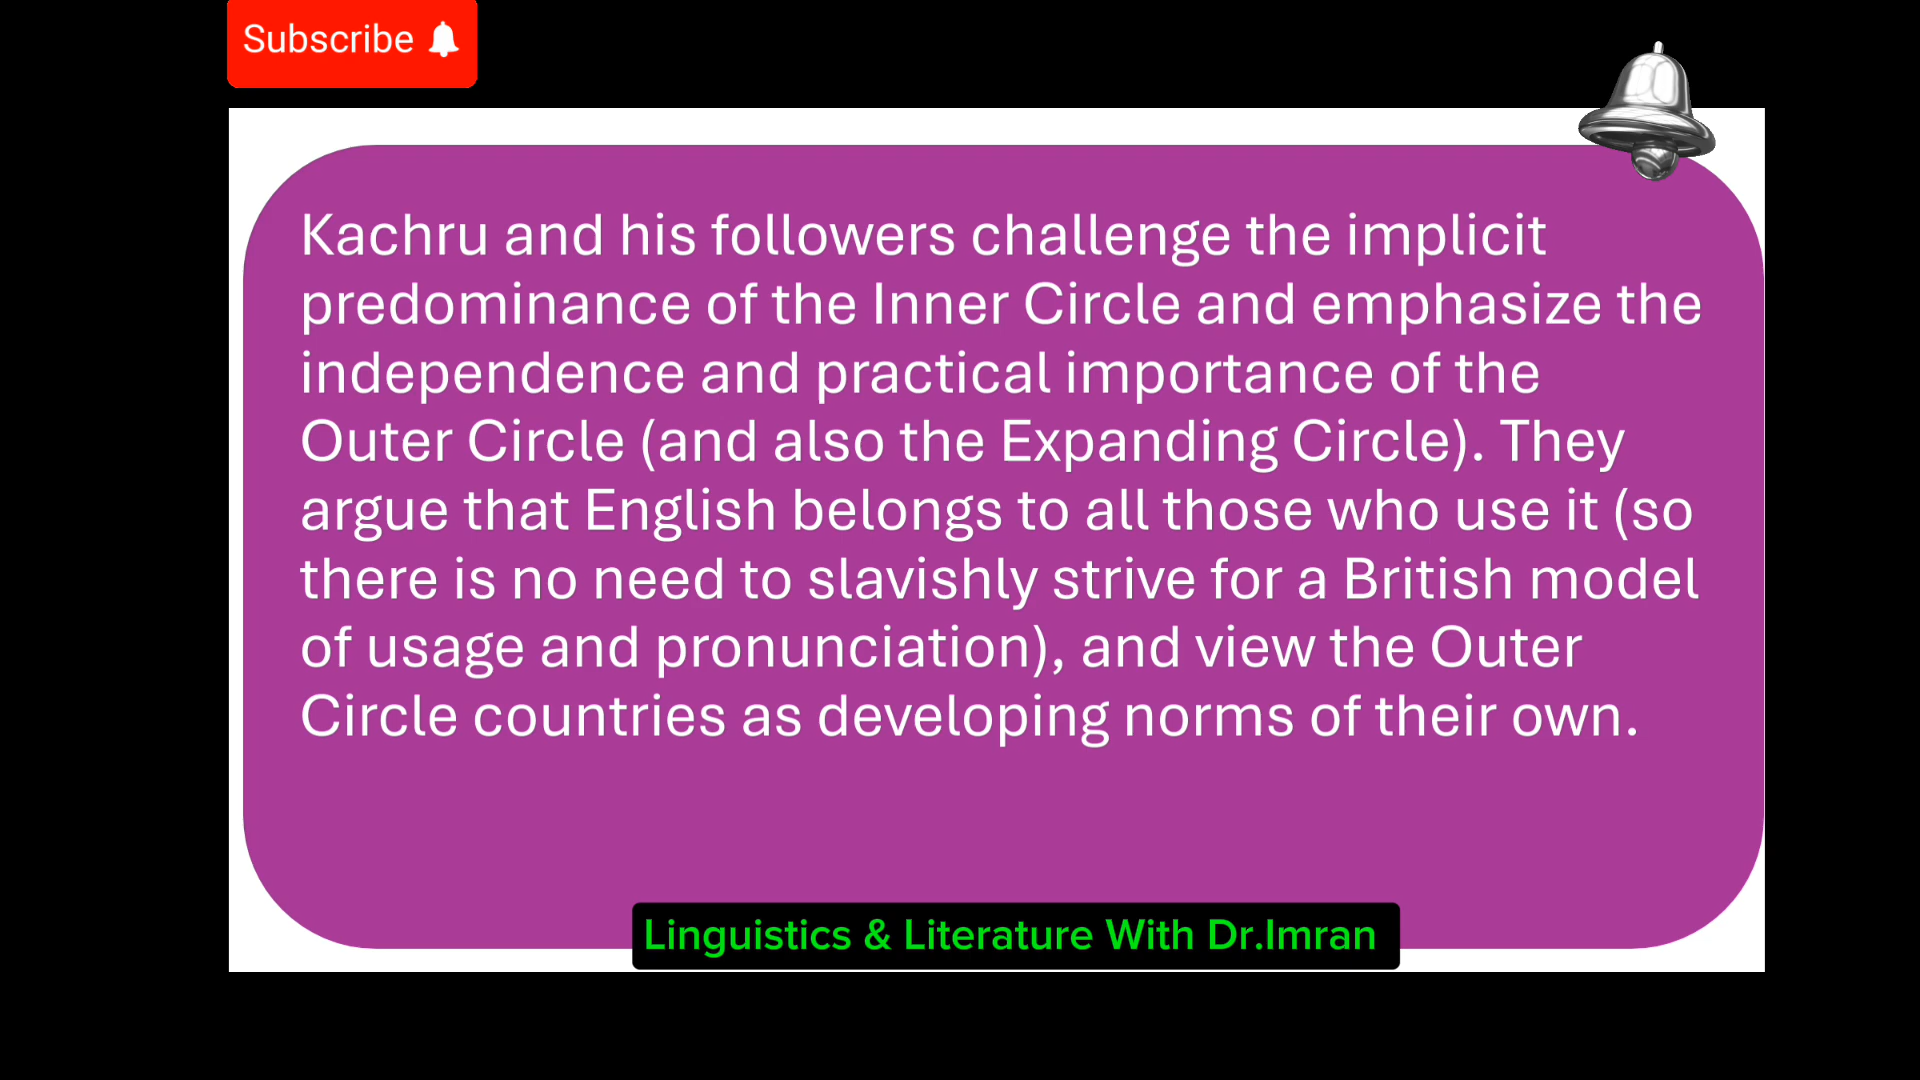 Subscribe
Kachru and his followers challenge the implicit
predominance of the Inner Circle and emphasize the
independence and practical importance of the
Outer Circle (and also the Expanding Circle). They
argue that English belongs to all those who use it (so
there is no need to slavishly strive for a British model
of usage and pronunciation), and view the Outer
Circle countries as developing norms of their own.
Linguistics & Literature With Dr.Imran